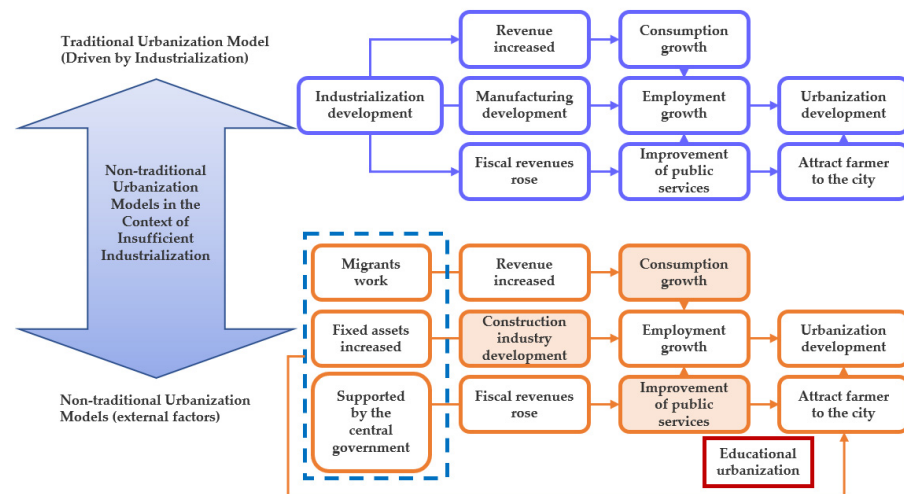 Traditional Urbanization Model
(Driven by Industrialization)
Revenue
increased
Consumption
growth
Industrialization
development
Manufacturing
development
Employment
growth
Urbanization
development
Fiscal revenues
rose
Improvement
of public
services
Attract farmer
to the city
Non-traditional
Urbanization
Models in the
Context of
Insufficient
Industrialization
Migrants
work
Revenue
increased
Consumption
growth
Fixed assets
increased
Construction
industry
development
Employment
growth
Urbanization
development
Non-traditional Urbanization
Models (external factors)
Supported
by the
central
government
Fiscal revenues
rose
Improvement
of public
services
Attract farmer
to the city
Educational
urbanization